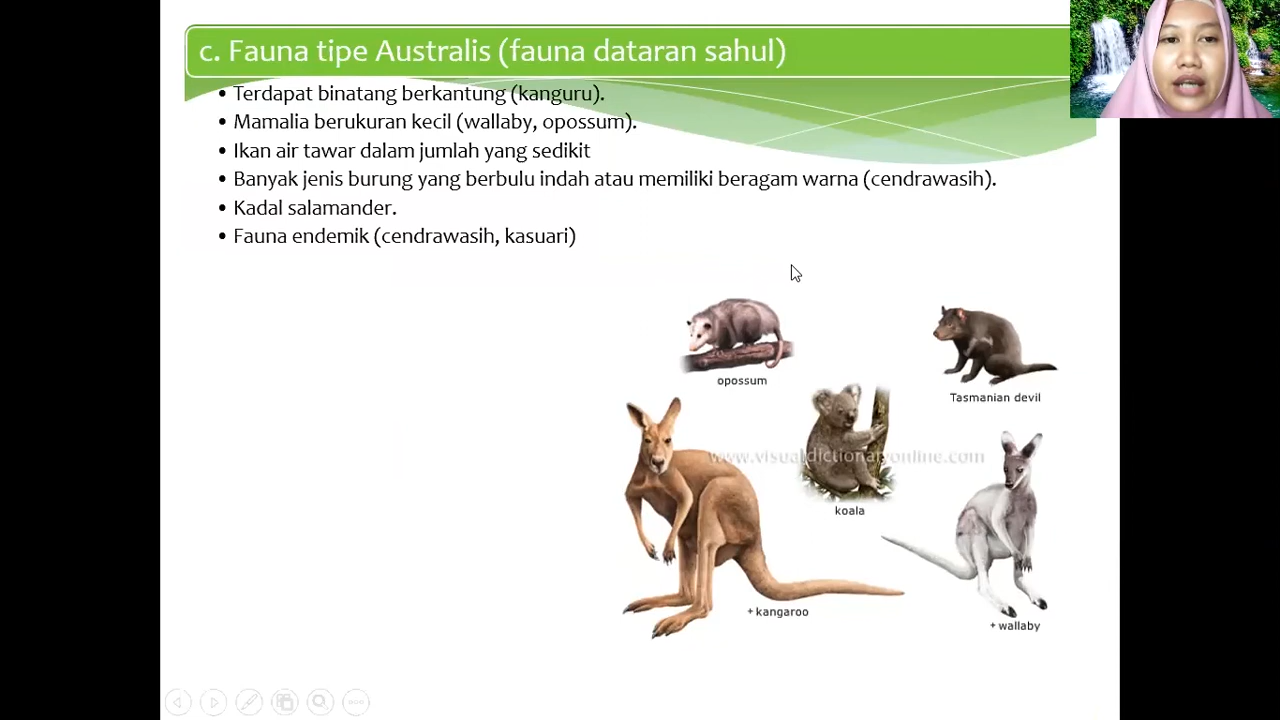 c. Fauna tipe Australis (fauna dataran sahul)
• Terdapat binatang berkantung (kanguru).
• Mamalia berukuran kecil (wallaby, opossum).
• Ikan air tawar dalam jumlah yang sedikit
• Banyak jenis burung yang berbulu indah atau memiliki beragam warna (cendrawasih).
• Kadal salamander.
• Fauna endemik (cendrawasih, kasuari)
opossum
Tasmanian devil
www.visualdictionaryonline.com
koala
+ kangaroo
+ wallaby